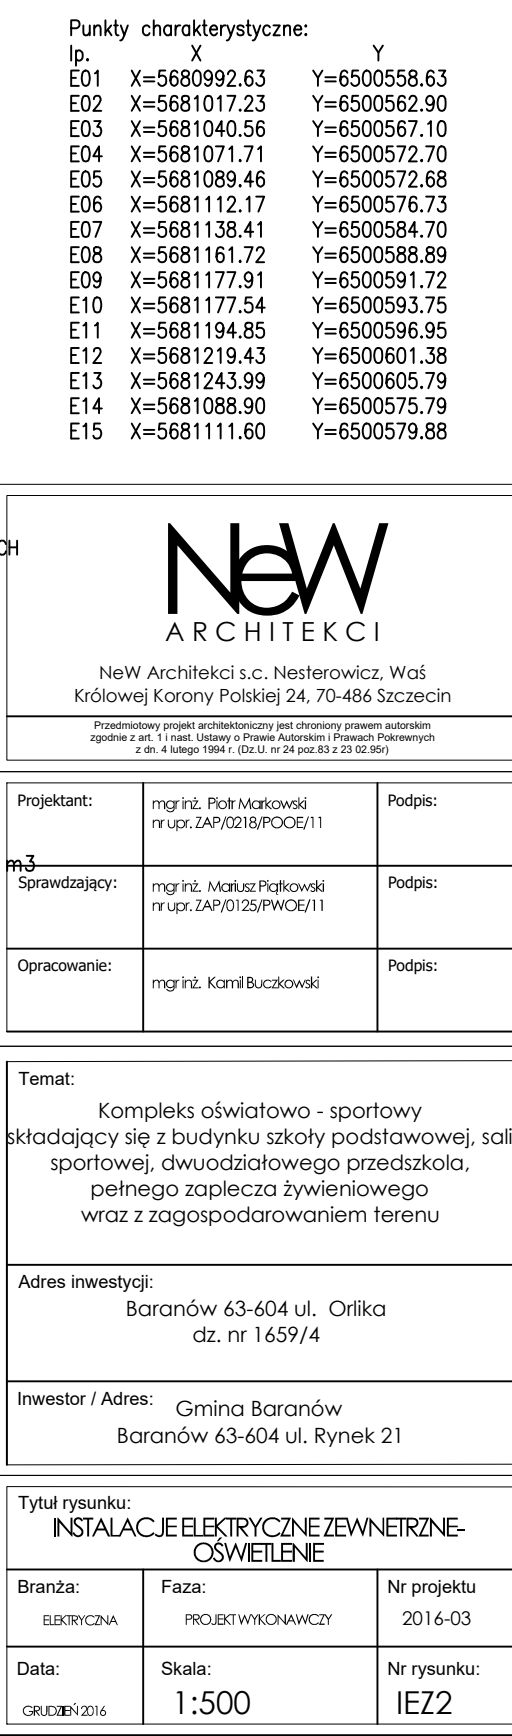 Punkty charakterystyczne:
lp. X Y
E01 X=5680992.63 Y=6500558.63
E02 X=5681017.23 Y=6500562.90
E03 X=5681040.56 Y=6500567.10
E04 X=5681071.71 Y=6500572.70
E05 X=5681089.46 Y=6500572.68
E06 X=5681112.17 Y=6500576.73
E07 X=5681138.41 Y=6500584.70
E08 X=5681161.72 Y=6500588.89
E09 X=5681177.91 Y=6500591.72
E10 X=5681177.54 Y=6500593.75
E11 X=5681194.85 Y=6500596.95
E12 X=5681219.43 Y=6500601.38
E13 X=5681243.99 Y=6500605.79
E14 X=5681088.90 Y=6500575.79
E15 X=5681111.60 Y=6500579.88
CH
NeW
ARCHITEKCI
NeW Architekci s.c. Nesterowicz, Waś
Królowej Korony Polskiej 24, 70-486 Szczecin
Przedmiotowy projekt architektoniczny jest chroniony prawem autorskim
zgodnie z art. 1 i nast. Ustawy o Prawie Autorskim i Prawach Pokrewnych
z dn. 4 lutego 1994 r. (Dz.U. nr 24 poz.83 z 23 02.95r)
Projektant: mgr inż. Piotr Markowski Podpis:
nr upr. ZAP/0218/POOE/11
m3
Sprawdzający: mgr inż. Mariusz Piątkowski Podpis:
nr upr. ZAP/0125/PWOE/11
Opracowanie: Podpis:
mgr inż. Kamil Buczkowski
Temat:
Kompleks oświatowo - sportowy
składający się z budynku szkoły podstawowej, sali
sportowej, dwuodziałowego przedszkola,
pełnego zaplecza żywieniowego
wraz z zagospodarowaniem terenu
Adres inwestycji:
Baranów 63-604 ul. Orlika
dz. nr 1659/4
Inwestor / Adres:
Gmina Baranów
Baranów 63-604 ul. Rynek 21
Tytuł rysunku:
INSTALACJE ELEKTRYCZNE ZEWNETRZNE-
OŚWIETLENIE
Branża: Faza: Nr projektu
ELEKTRYCZNA PROJEKT WYKONAWCZY 2016-03
Data: Skala: Nr rysunku:
GRUDZIEŃ 2016 1:500 IEZ2